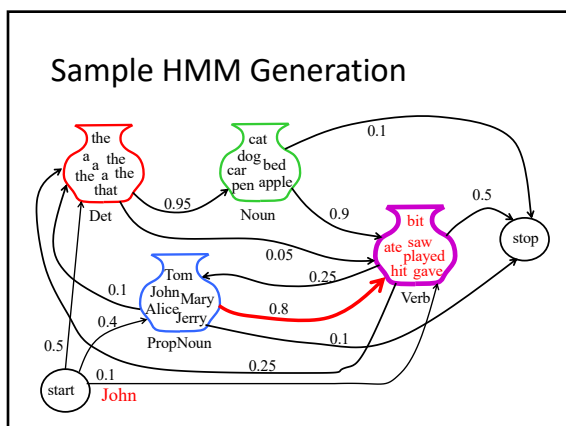 Sample HMM Generation
the
a
a
the
the
a
the
that
Det
0.95
cat
dog
car
bed
pen
apple
Noun
0.1
0.9
bit
ate
saw
played
hit
gave
Verb
0.5
stop
0.05
0.25
Tom
John
Mary
Alice
Jerry
PropNoun
0.8
0.1
0.1
0.4
0.5
0.25
0.1
start
John